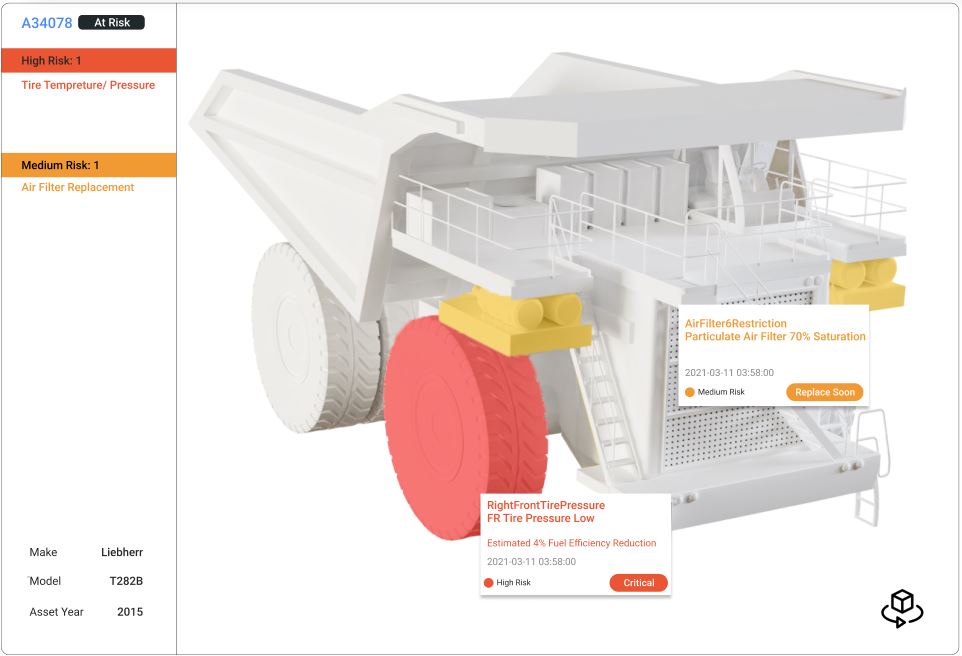 A34078 At Risk
High Risk: 1
Tire Tempreture/ Pressure
Medium Risk: 1
Air Filter Replacement
Make Liebherr
Model T282B
Asset Year 2015
AirFilter6Restriction
Particulate Air Filter 70% Saturation
2021-03-11 03:58:00
Medium Risk Replace Soon
RightFrontTirePressure
FR Tire Pressure Low
Estimated 4% Fuel Efficiency Reduction
2021-03-11 03:58:00
High Risk Critical